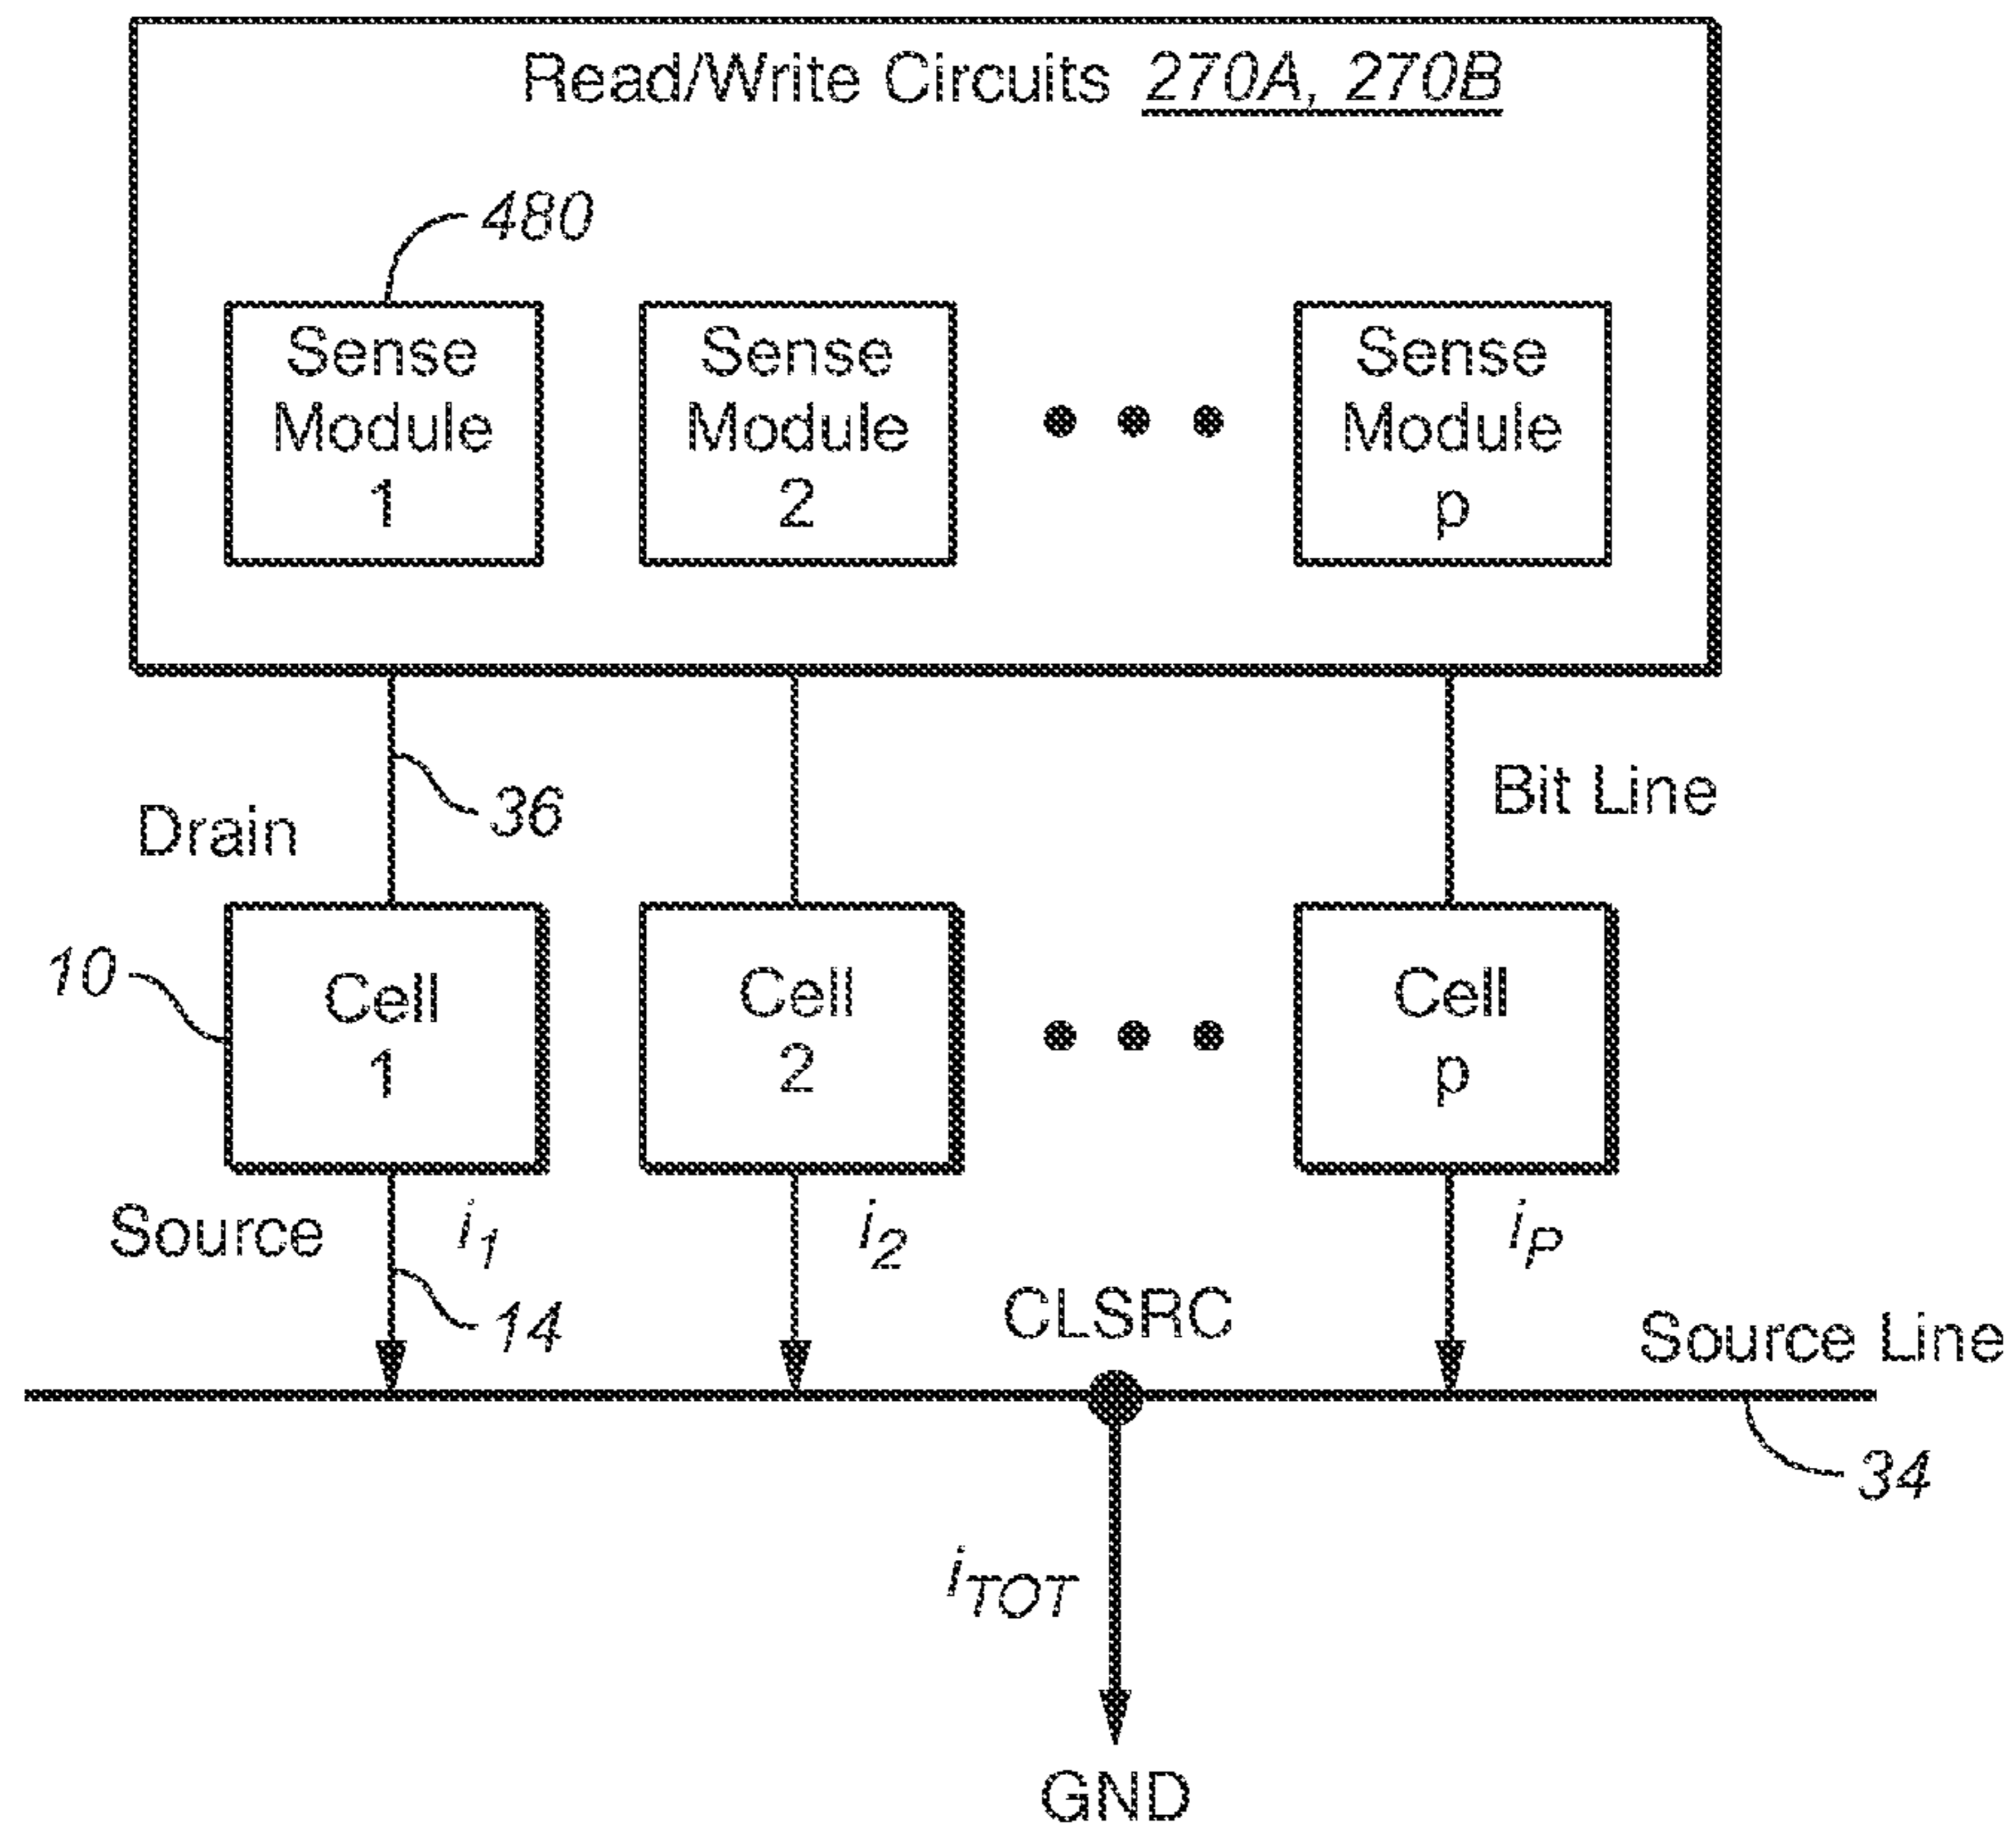 Read/Write Circuits 270A, 270B
480
Sense
Module
1
Sense
Module
2
Sense
Module
p
36
Drain
Bit Line
10
Cell
1
Cell
2
Cell
p
Source
i1
i2
iP
14
CLSRC
Source Line
34
iTOT
GND